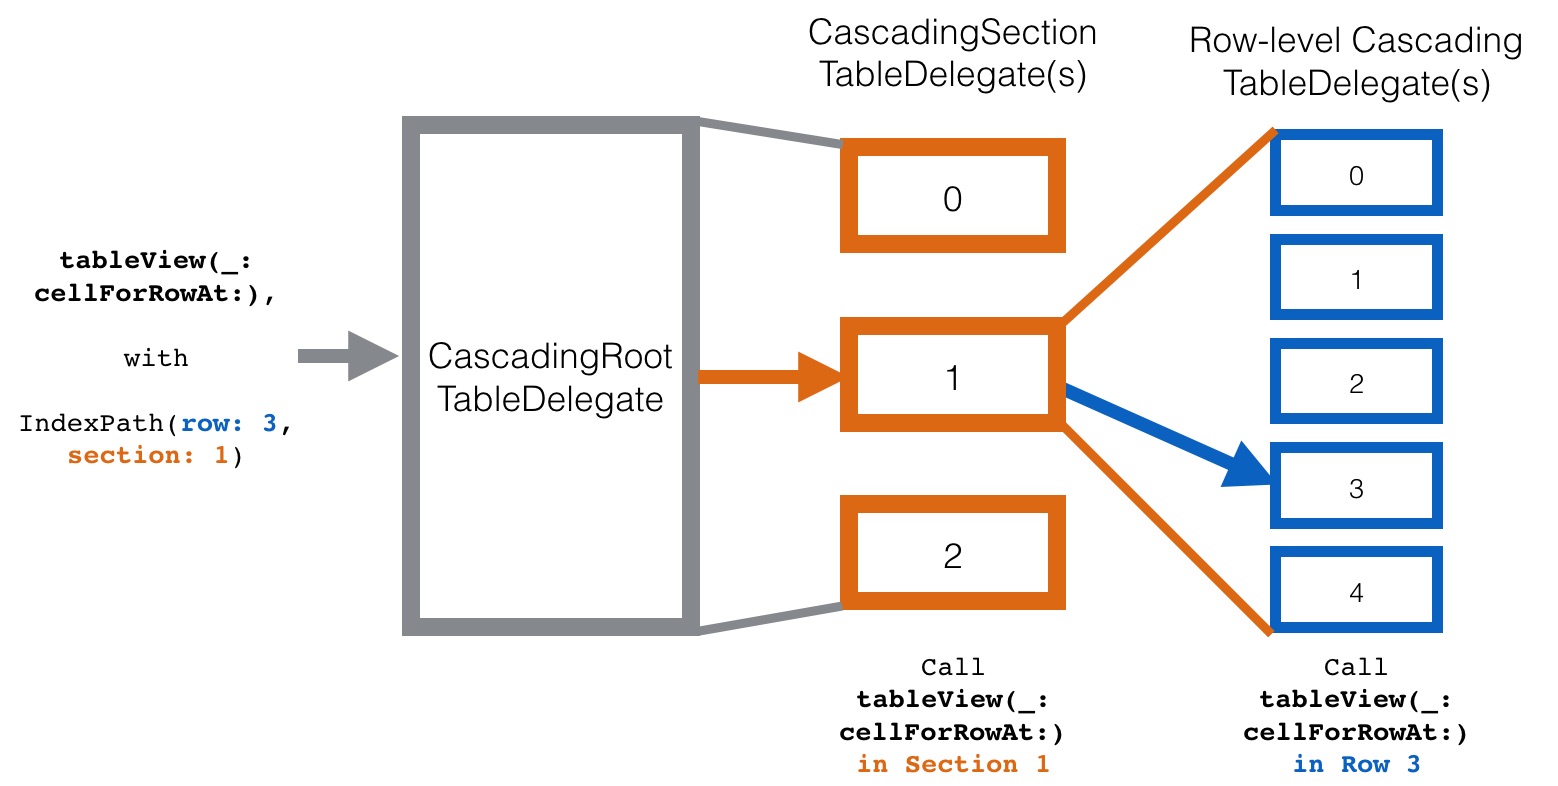 CascadingSection
TableDelegate(s)
Row-level Cascading
TableDelegate(s)
tableView(_:
cellForRowAt:),
with
IndexPath(row: 3,
section: 1)
CascadingRoot
TableDelegate
0
1
2
0
1
2
3
4
Call
tableView(_:
cellForRowAt:)
in Section 1
Call
tableView(_:
cellForRowAt:)
in Row 3